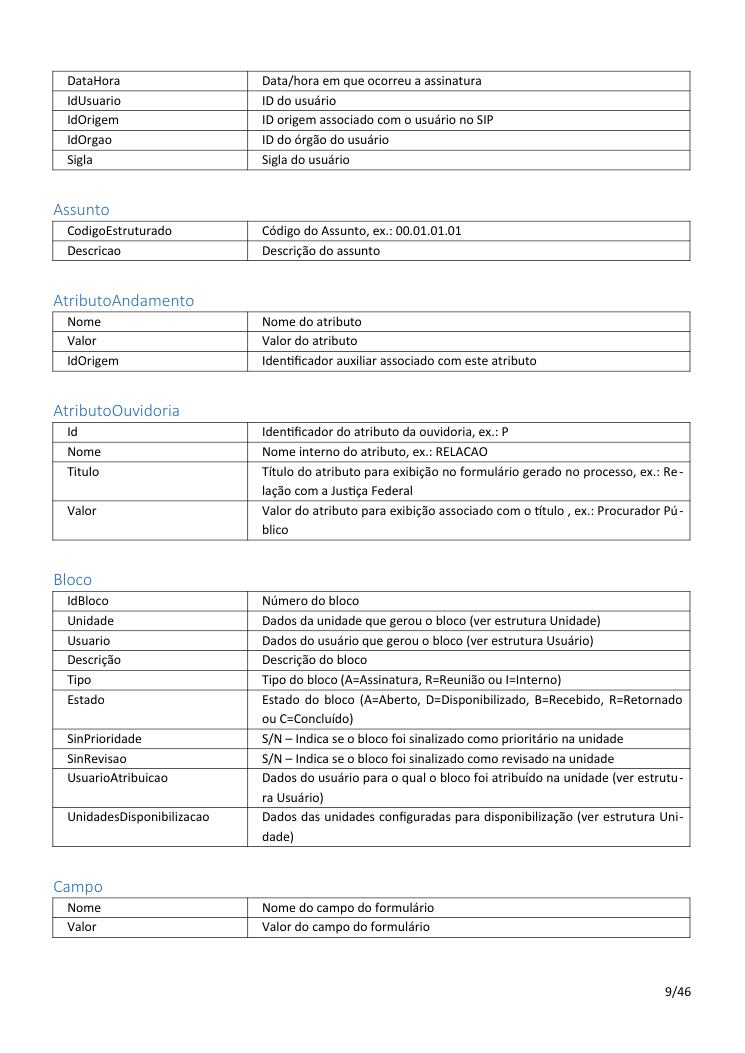 DataHora Data/hora em que ocorreu a assinatura
IdUsuario ID do usuário
IdOrigem ID origem associado com o usuário no SIP
IdOrgao ID do órgão do usuário
Sigla Sigla do usuário
Assunto
CodigoEstruturado Código do Assunto, ex.: 00.01.01.01
Descricao Descrição do assunto
AtributoAndamento
Nome Nome do atributo
Valor Valor do atributo
IdOrigem Identificador auxiliar associado com este atributo
AtributoOuvidoria
Id Identificador do atributo da ouvidoria, ex.: P
Nome Nome interno do atributo, ex.: RELACAO
Titulo Título do atributo para exibição no formulário gerado no processo, ex.: Re-
lação com a Justiça Federal
Valor Valor do atributo para exibição associado com o título , ex.: Procurador Pú-
blico
Bloco
IdBloco Número do bloco
Unidade Dados da unidade que gerou o bloco (ver estrutura Unidade)
Usuario Dados do usuário que gerou o bloco (ver estrutura Usuário)
Descrição Descrição do bloco
Tipo Tipo do bloco (A=Assinatura, R=Reunião ou I=Interno)
Estado Estado do bloco (A=Aberto, D=Disponibilizado, B=Recebido, R=Retornado
ou C=Concluído)
SinPrioridade S/N – Indica se o bloco foi sinalizado como prioritário na unidade
SinRevisao S/N – Indica se o bloco foi sinalizado como revisado na unidade
UsuarioAtribuicao Dados do usuário para o qual o bloco foi atribuído na unidade (ver estrutu-
ra Usuário)
UnidadesDisponibilizacao Dados das unidades configuradas para disponibilização (ver estrutura Uni-
dade)
Campo
Nome Nome do campo do formulário
Valor Valor do campo do formulário
9/46